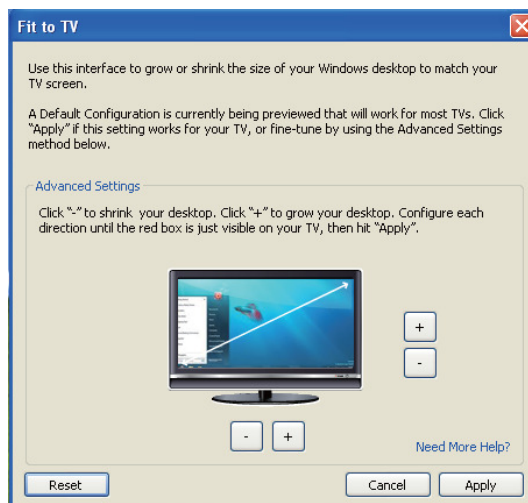 Fit to TV
Use this interface to grow or shrink the size of your Windows desktop to match your
TV screen.
A Default Configuration is currently being previewed that will work for most TVs. Click
"Apply" if this setting works for your TV, or fine-tune by using the Advanced Settings
method below.
Advanced Settings
Click "-" to shrink your desktop. Click "+" to grow your desktop. Configure each
direction until the red box is just visible on your TV, then hit "Apply".
+
-
- +
Need More Help?
Reset Cancel Apply